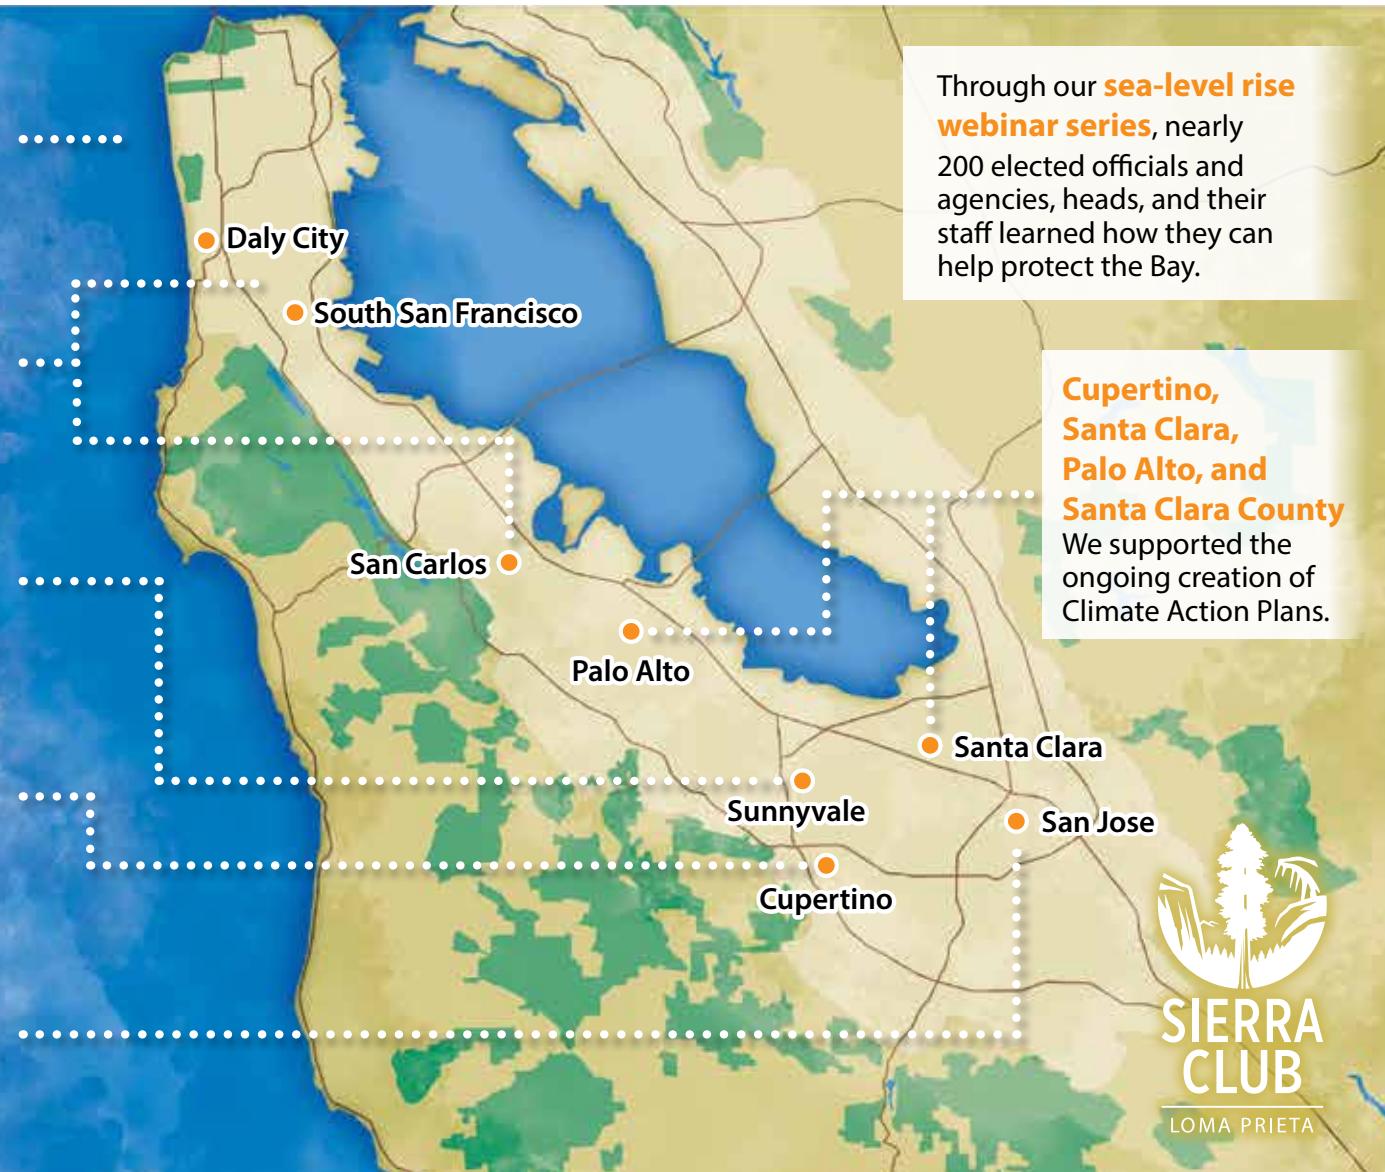 Through our sea-level rise
webinar series, nearly
200 elected officials and
agencies, heads, and their
staff learned how they can
help protect the Bay.
Daly City
South San Francisco
Cupertino,
Santa Clara,
Palo Alto, and
Santa Clara County
We supported the
ongoing creation of
Climate Action Plans.
San Carlos
Palo Alto
Santa Clara
Sunnyvale
San Jose
Cupertino
SIERRA
CLUB
LOMA PRIETA